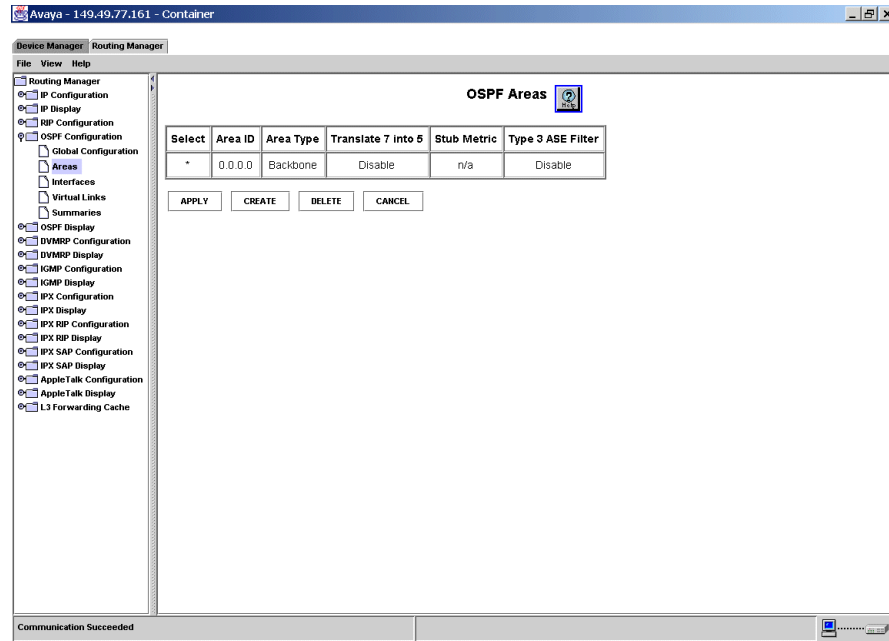 Avaya - 149.49.77.161 - Container
Device Manager Routing Manager
File View Help
Routing Manager
IP Configuration
IP Display
RIP Configuration
OSPF Configuration
Global Configuration
Areas
Interfaces
Virtual Links
Summaries
OSPF Display
DVMRP Configuration
DVMRP Display
IGMP Configuration
IGMP Display
IPX Configuration
IPX Display
IPX RIP Configuration
IPX RIP Display
IPX SAP Configuration
IPX SAP Display
AppleTalk Configuration
AppleTalk Display
L3 Forwarding Cache
OSPF Areas Help
Select Area ID Area Type Translate 7 into 5 Stub Metric Type 3 ASE Filter
* 0.0.0.0 Backbone Disable n/a Disable
APPLY CREATE DELETE CANCEL
Communication Succeeded